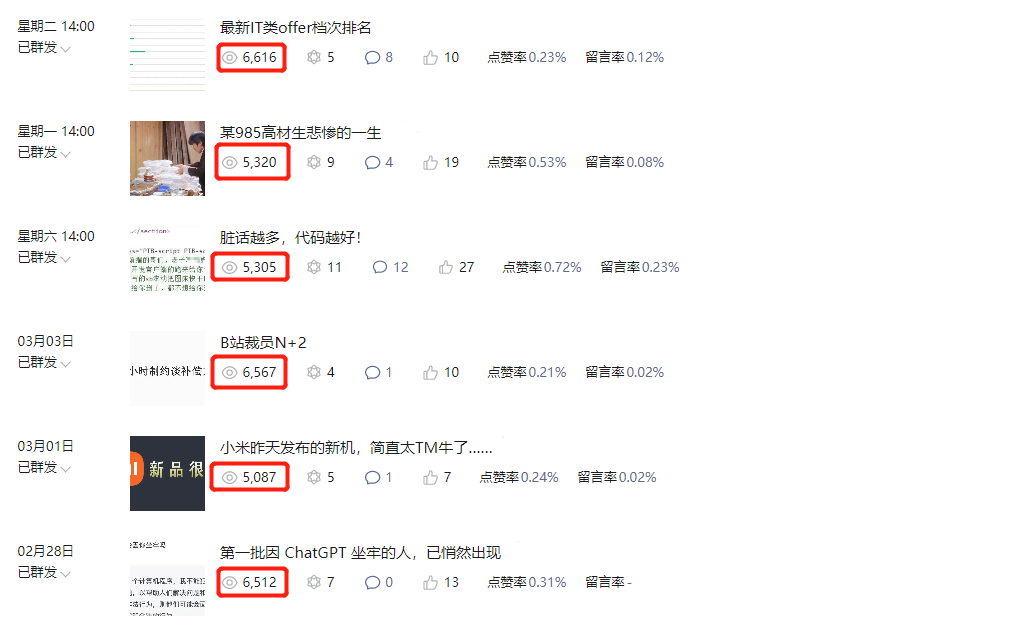 星期二 14:00
已群发
最新IT类offer档次排名
6,616 5 8 10 点赞率0.23% 留言率0.12%
星期一 14:00
已群发
某985高材生悲惨的一生
5,320 9 4 19 点赞率0.53% 留言率0.08%
星期六 14:00
已群发
..</section>
脏话越多，代码越好！
5,305 11 12 27 点赞率0.72% 留言率0.23%
03月03日
已群发
小时制约谈补偿
B站裁员N+2
6,567 4 1 10 点赞率0.21% 留言率0.02%
03月01日
已群发
新品很
小米昨天发布的新机，简直太TM牛了......
5,087 5 1 7 点赞率0.24% 留言率0.02%
02月28日
已群发
第一批因 ChatGPT 坐牢的人，已悄然出现
6,512 7 0 13 点赞率0.31% 留言率-